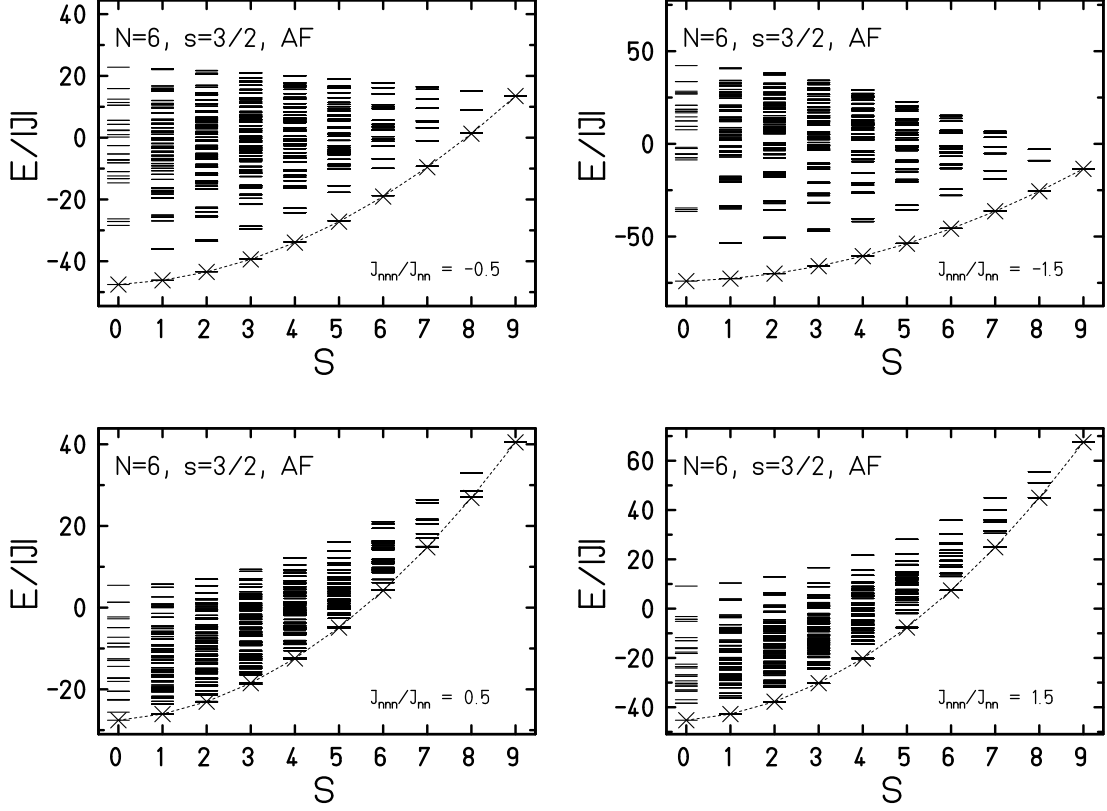 40
20
0
-20
-40
E/|J|
N=6, s=3/2, AF
J_nnn/J_nn = -0.5
0 1 2 3 4 5 6 7 8 9
S
50
0
-50
E/|J|
N=6, s=3/2, AF
J_nnn/J_nn = -1.5
0 1 2 3 4 5 6 7 8 9
S
40
20
0
-20
E/|J|
N=6, s=3/2, AF
J_nnn/J_nn = 0.5
0 1 2 3 4 5 6 7 8 9
S
60
40
20
0
-20
-40
E/|J|
N=6, s=3/2, AF
J_nnn/J_nn = 1.5
0 1 2 3 4 5 6 7 8 9
S